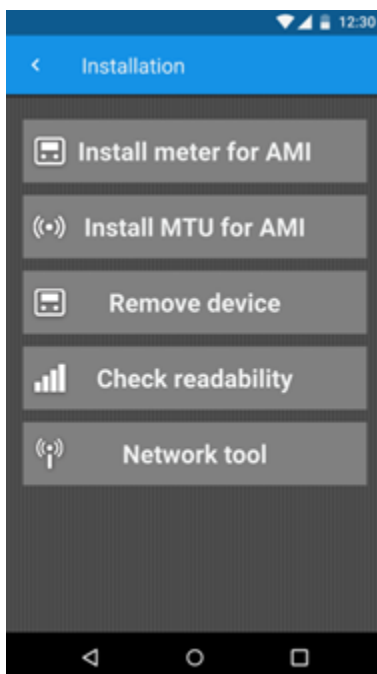 12:30
Installation
Install meter for AMI
Install MTU for AMI
Remove device
Check readability
Network tool